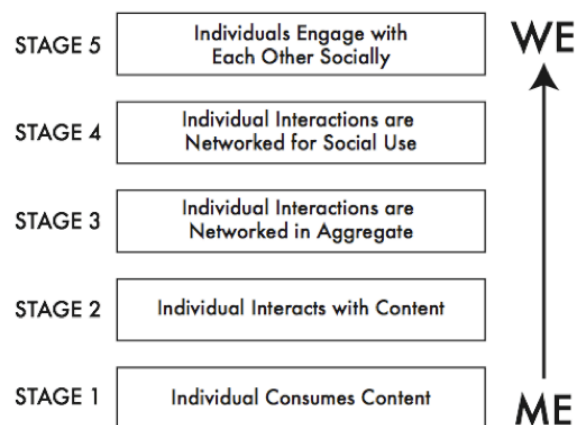 STAGE 5
Individuals Engage with
Each Other Socially
WE
STAGE 4
Individual Interactions are
Networked for Social Use
STAGE 3
Individual Interactions are
Networked in Aggregate
STAGE 2
Individual Interacts with Content
STAGE 1
Individual Consumes Content
ME